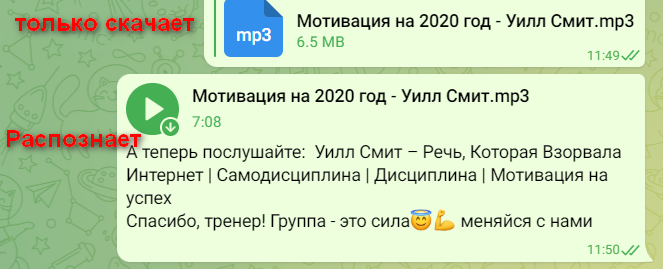 только скачает
mp3
Мотивация на 2020 год - Уилл Смит.mp3
6.5 MB
11:49
Распознает
Мотивация на 2020 год - Уилл Смит.mp3
7:08
А теперь послушайте:  Уилл Смит – Речь, Которая Взорвала
Интернет | Самодисциплина | Дисциплина | Мотивация на
успех
Спасибо, тренер! Группа - это сила😇💪 меняйся с нами
11:50